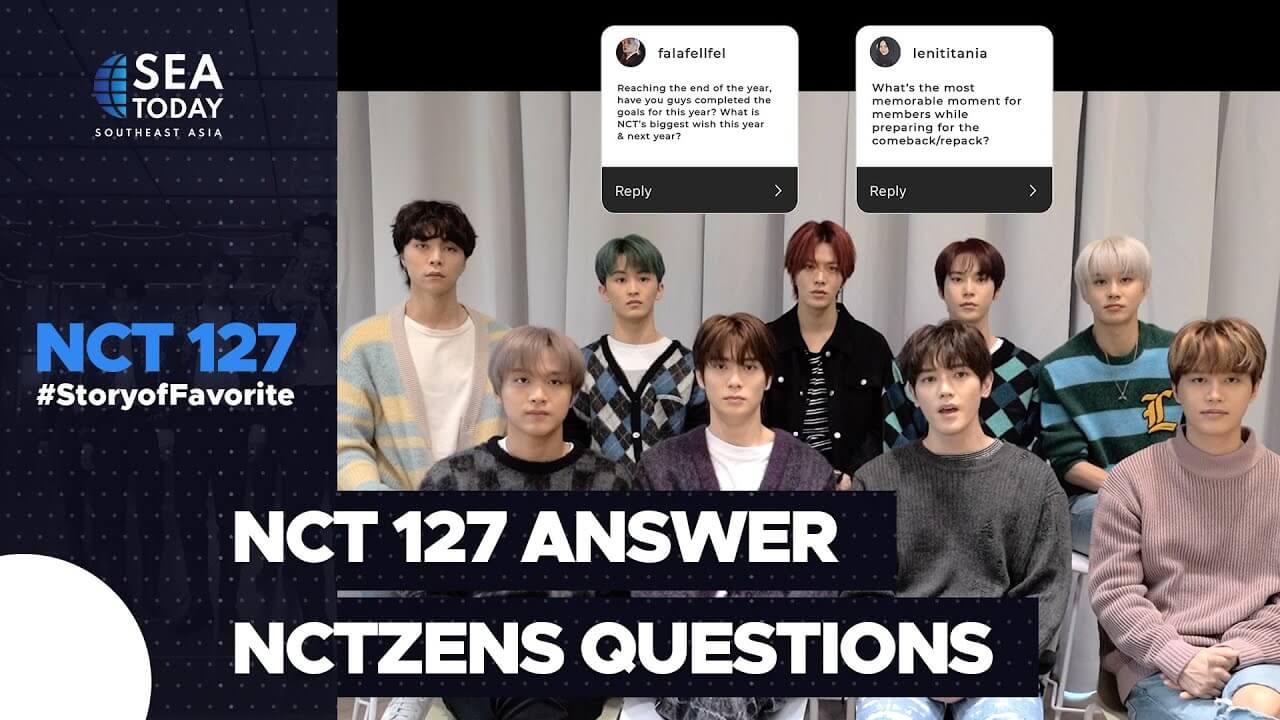 SEA
TODAY
SOUTHEAST ASIA
NCT 127
#StoryofFavorite
falafellfel
Reaching the end of the year,
have you guys completed the
goals for this year? What is
NCT's biggest wish this year
& next year?
Reply
lenititania
What's the most
memorable moment for
members while
preparing for the
comeback/repack?
Reply
L
NCT 127 ANSWER
NCTZENS QUESTIONS